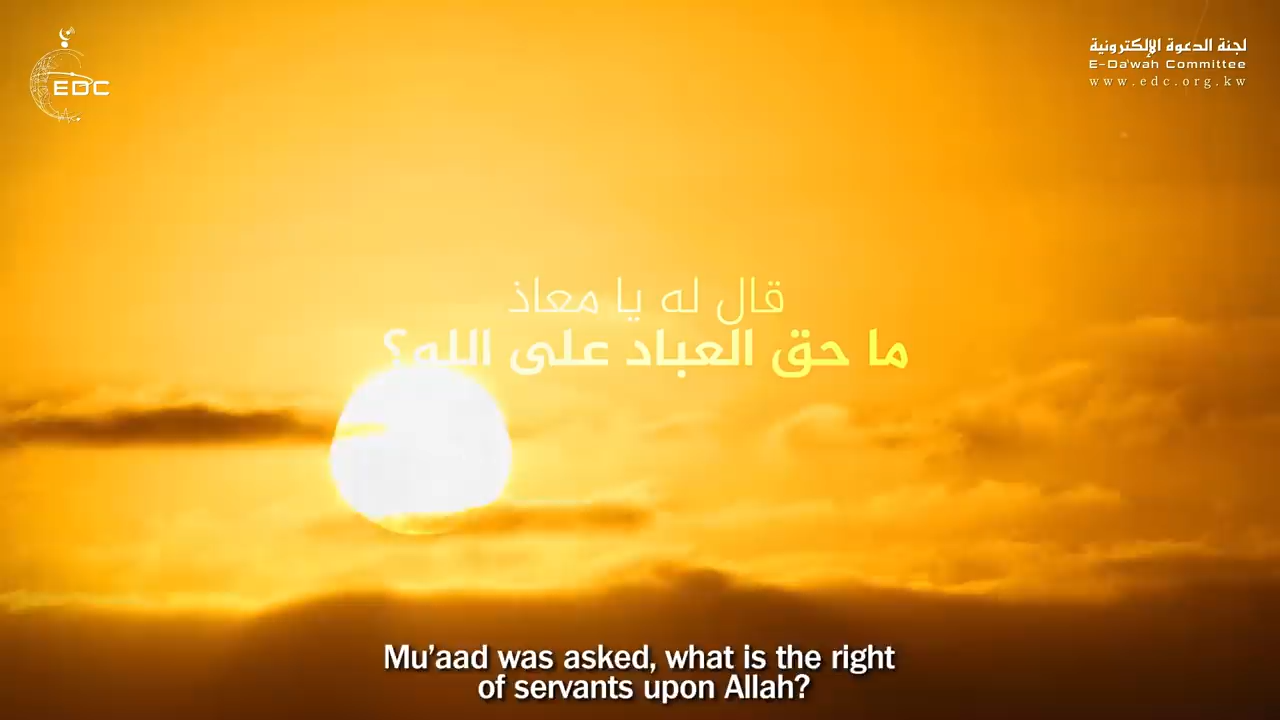 EDC
لجنة الدعوة الإلكترونية
E-Da'wah Committee
www.edc.org.kw
قال له يا معاذ
ما حق العباد على الله؟
Mu’aad was asked, what is the right
of servants upon Allah?